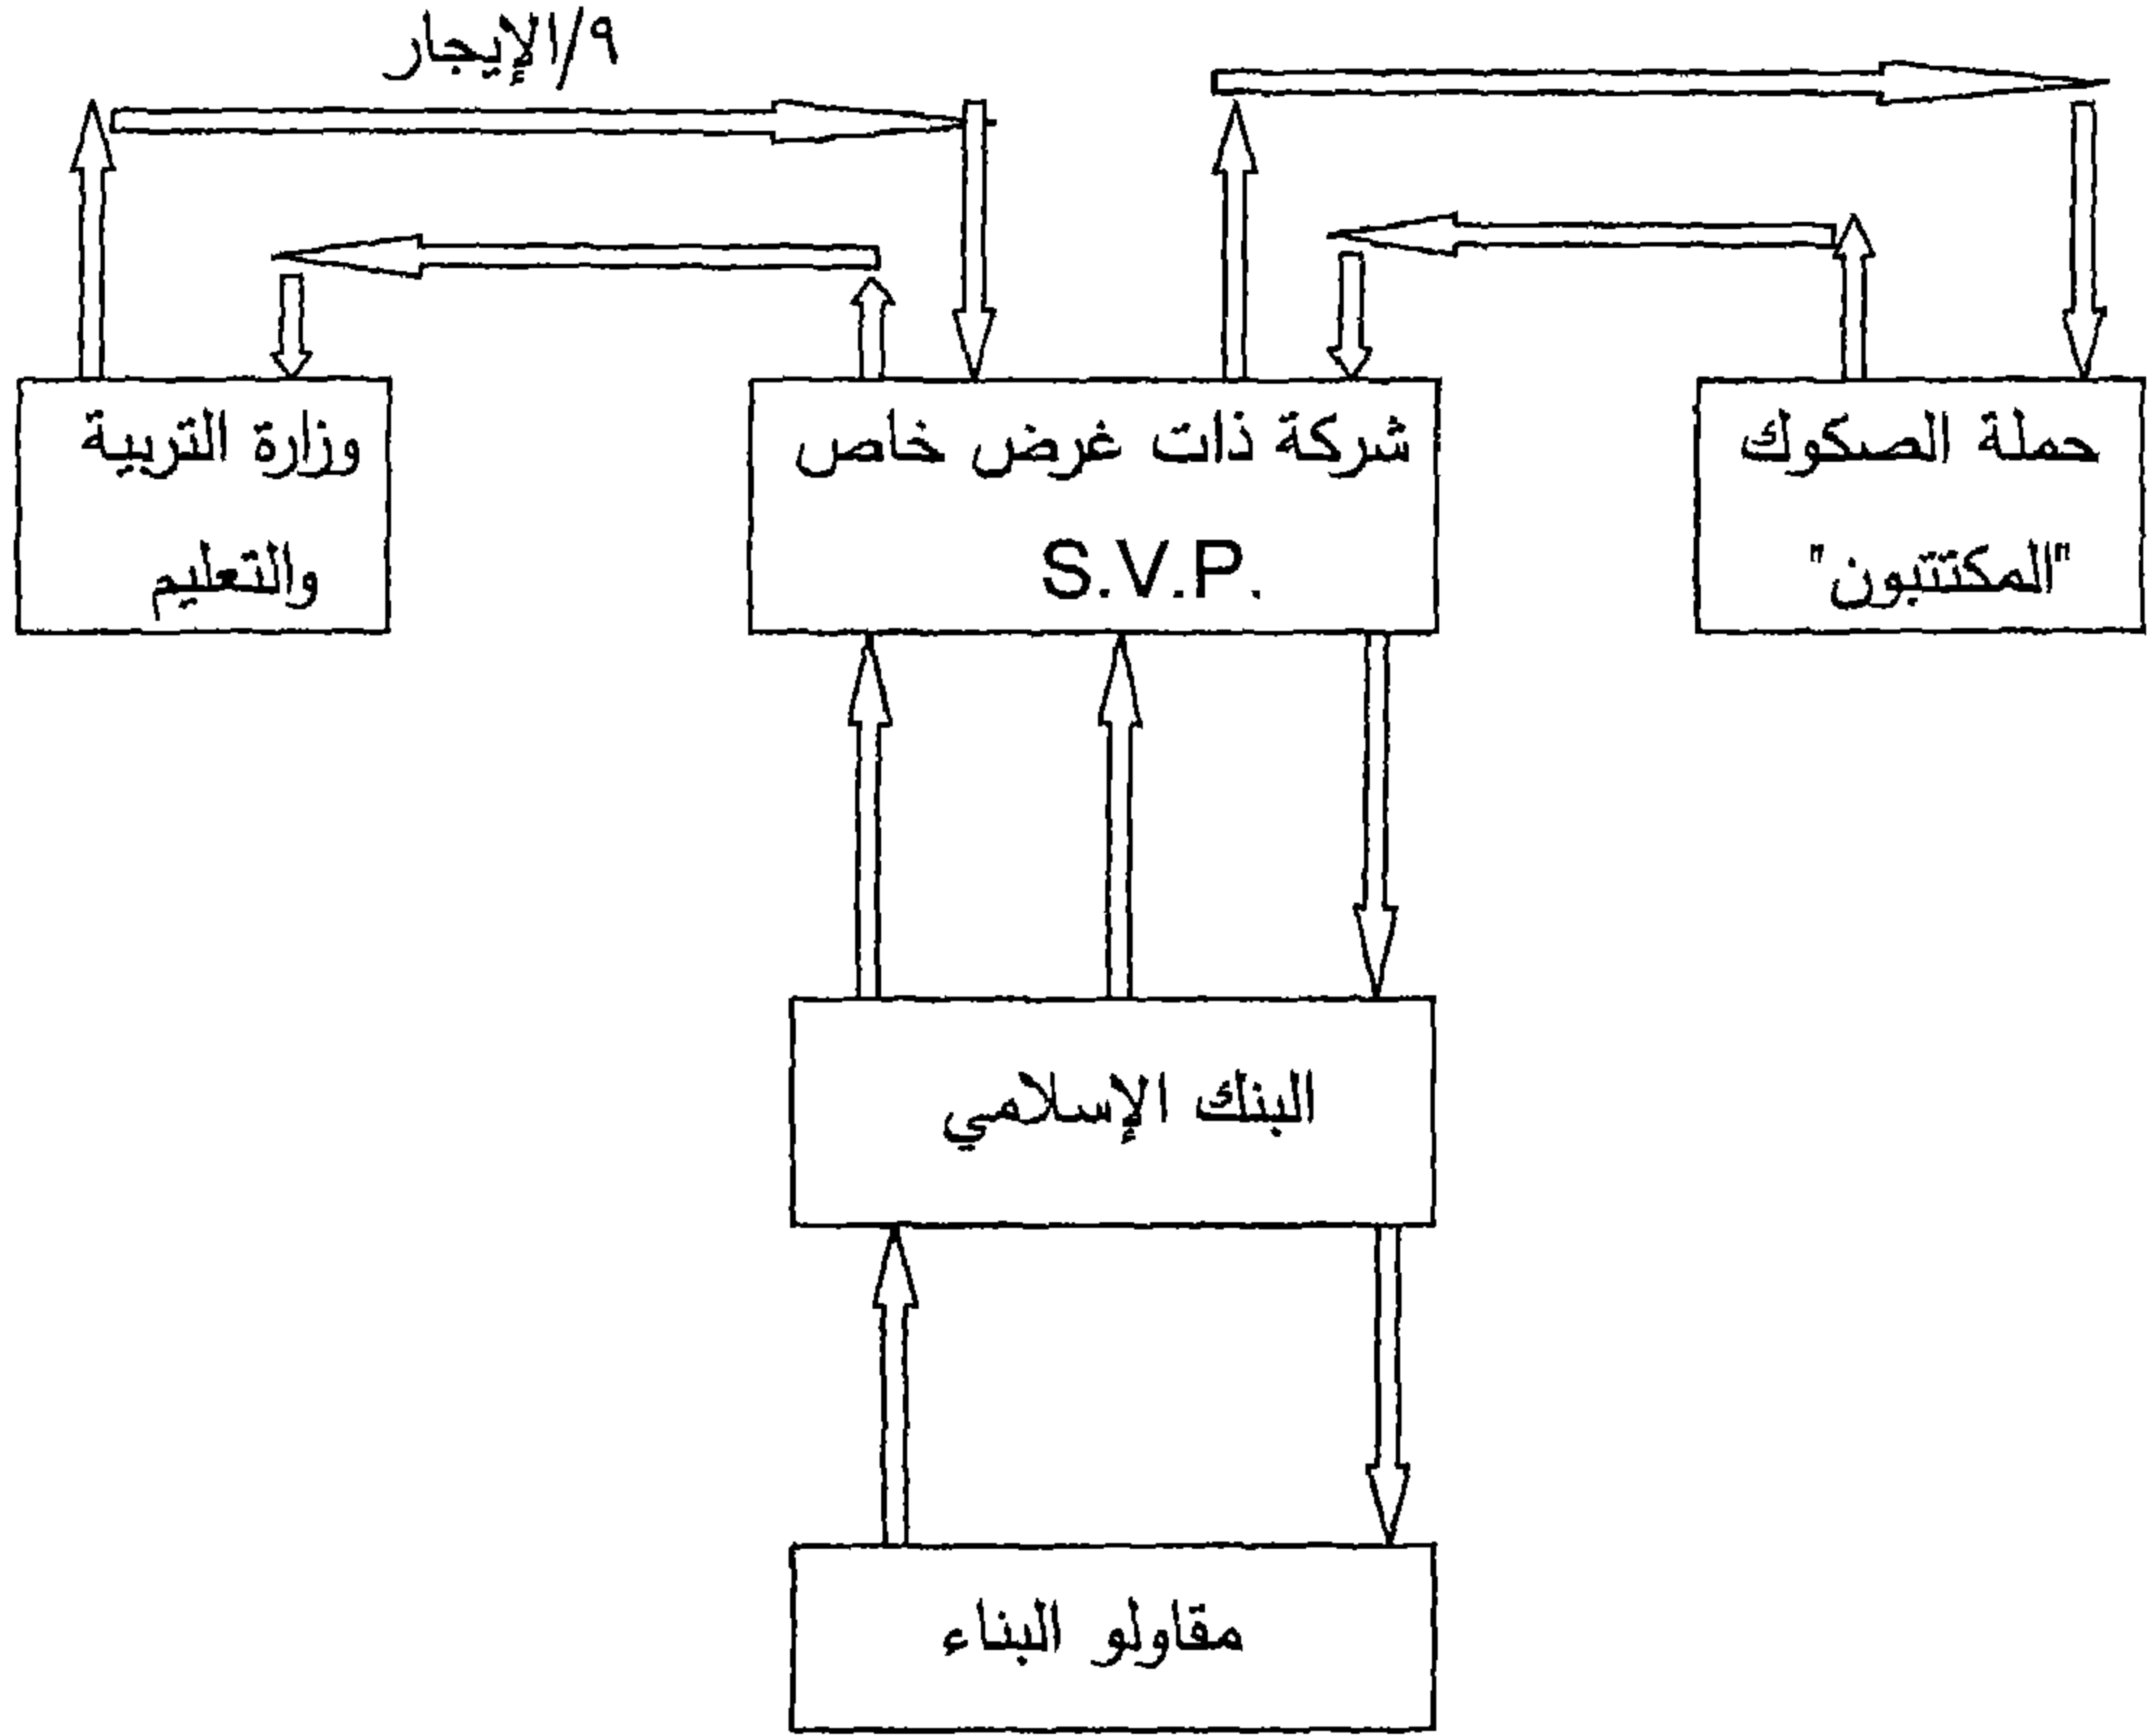 ٩/الإيجار
حملة الصكوك
"المكتتبون"
شركة ذات غرض خاص
S.V.P.
وزارة التربية
والتعليم
البنك الإسلامي
مقاولو البناء